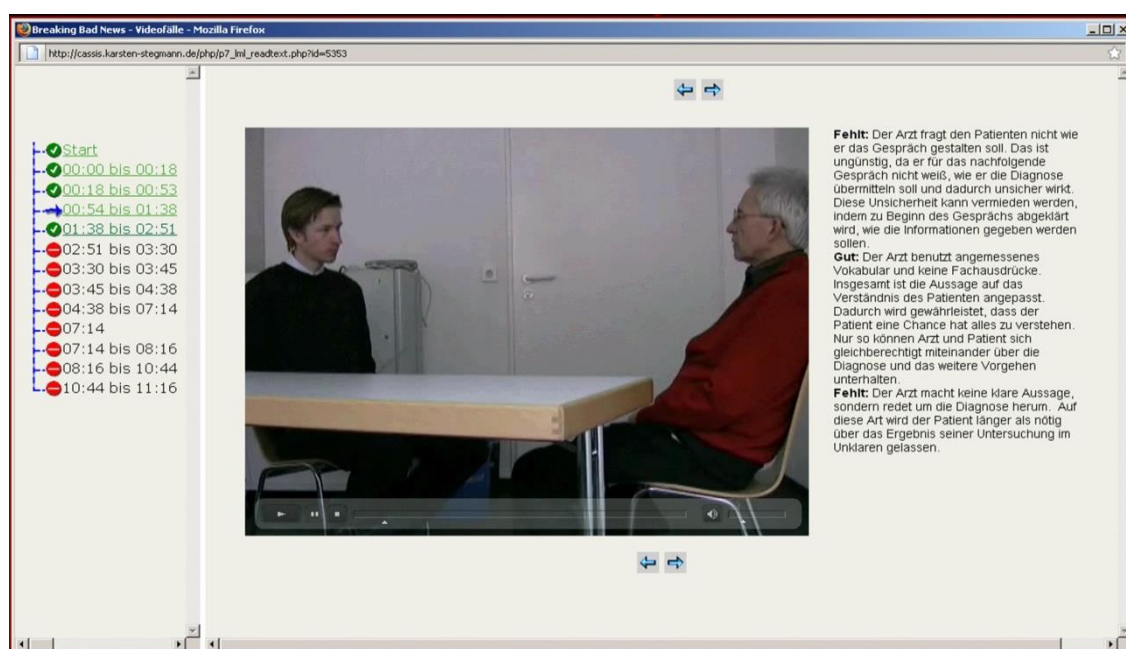 Breaking Bad News - Videofälle - Mozilla Firefox
http://cassis.karsten-stegmann.de/php/p7_lml_readtext.php?id=5353
Start
00:00 bis 00:18
00:18 bis 00:53
00:54 bis 01:38
01:38 bis 02:51
02:51 bis 03:30
03:30 bis 03:45
03:45 bis 04:38
04:38 bis 07:14
07:14
07:14 bis 08:16
08:16 bis 10:44
10:44 bis 11:16
Fehlt: Der Arzt fragt den Patienten nicht wie
er das Gespräch gestalten soll. Das ist
ungünstig, da er für das nachfolgende
Gespräch nicht weiß, wie er die Diagnose
übermitteln soll und dadurch unsicher wirkt.
Diese Unsicherheit kann vermieden werden,
indem zu Beginn des Gesprächs abgeklärt
wird, wie die Informationen gegeben werden
sollen.
Gut: Der Arzt benutzt angemessenes
Vokabular und keine Fachausdrücke.
Insgesamt ist die Aussage auf das
Verständnis des Patienten angepasst.
Dadurch wird gewährleistet, dass der
Patient eine Chance hat alles zu verstehen.
Nur so können Arzt und Patient sich
gleichberechtigt miteinander über die
Diagnose und das weitere Vorgehen
unterhalten.
Fehlt: Der Arzt macht keine klare Aussage,
sondern redet um die Diagnose herum. Auf
diese Art wird der Patient länger als nötig
über das Ergebnis seiner Untersuchung im
Unklaren gelassen.